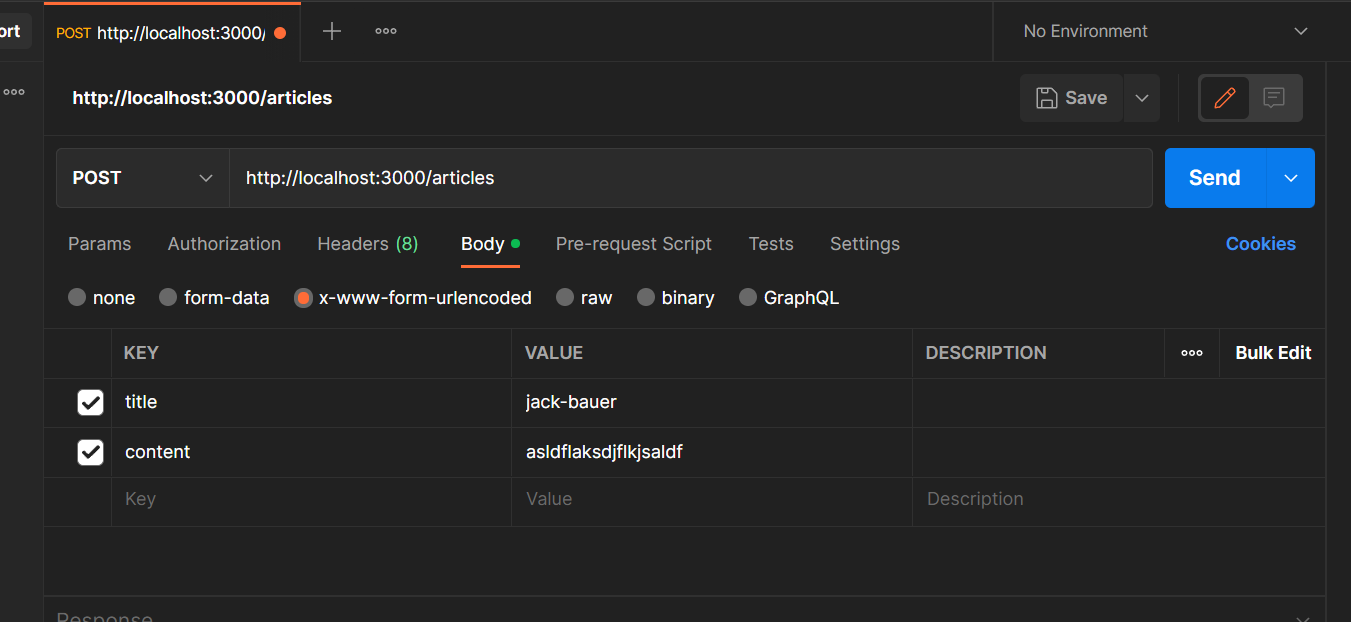 ort
POST http://localhost:3000/
No Environment
http://localhost:3000/articles
Save
POST http://localhost:3000/articles Send
Params Authorization Headers (8) Body Pre-request Script Tests Settings Cookies
none form-data x-www-form-urlencoded raw binary GraphQL
KEY VALUE DESCRIPTION Bulk Edit
title jack-bauer
content asldflaksdjflkjsaldf
Key Value Description
Response